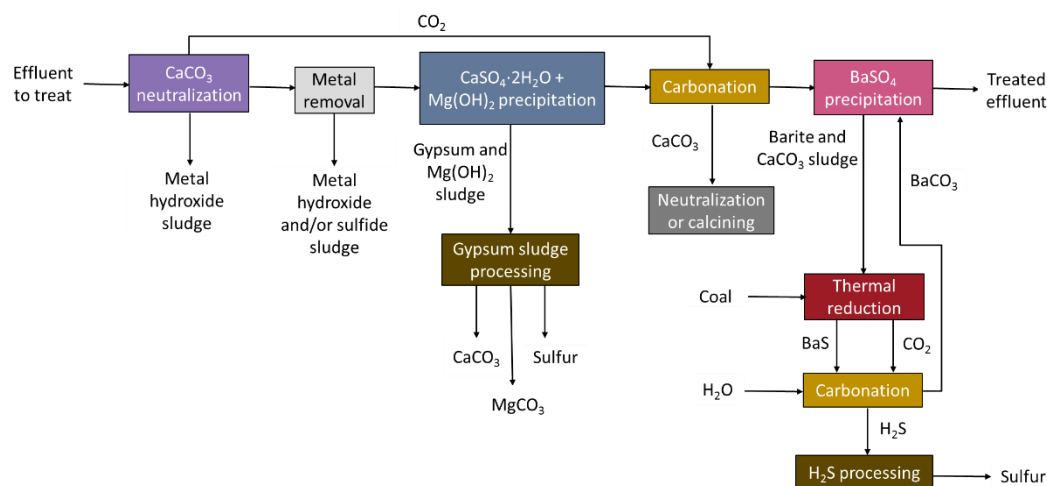 CO₂
Effluent
to treat
CaCO₃
neutralization
Metal
removal
CaSO₄·2H₂O +
Mg(OH)₂ precipitation
Carbonation
BaSO₄
precipitation
Treated
effluent
Metal
hydroxide
sludge
Metal
hydroxide
and/or sulfide
sludge
Gypsum and
Mg(OH)₂
sludge
CaCO₃
Barite and
CaCO₃ sludge
BaCO₃
Neutralization
or calcining
Gypsum sludge
processing
CaCO₃
Sulfur
MgCO₃
Coal
Thermal
reduction
BaS
CO₂
H₂O
Carbonation
H₂S
H₂S processing
Sulfur